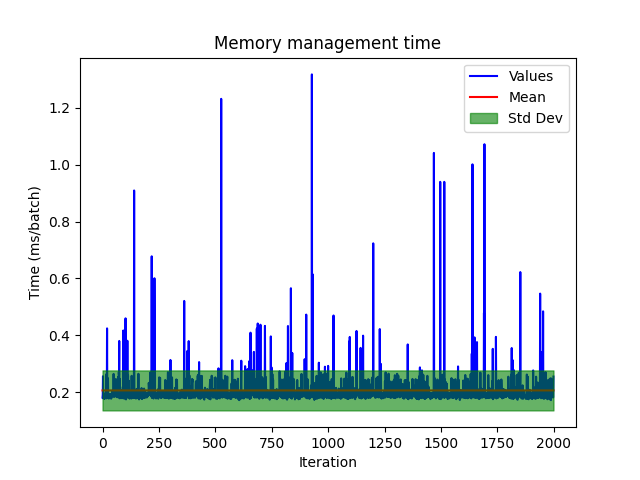 Memory management time
Values
Mean
Std Dev
Time (ms/batch)
1.2
1.0
0.8
0.6
0.4
0.2
0
250
500
750
1000
1250
1500
1750
2000
Iteration